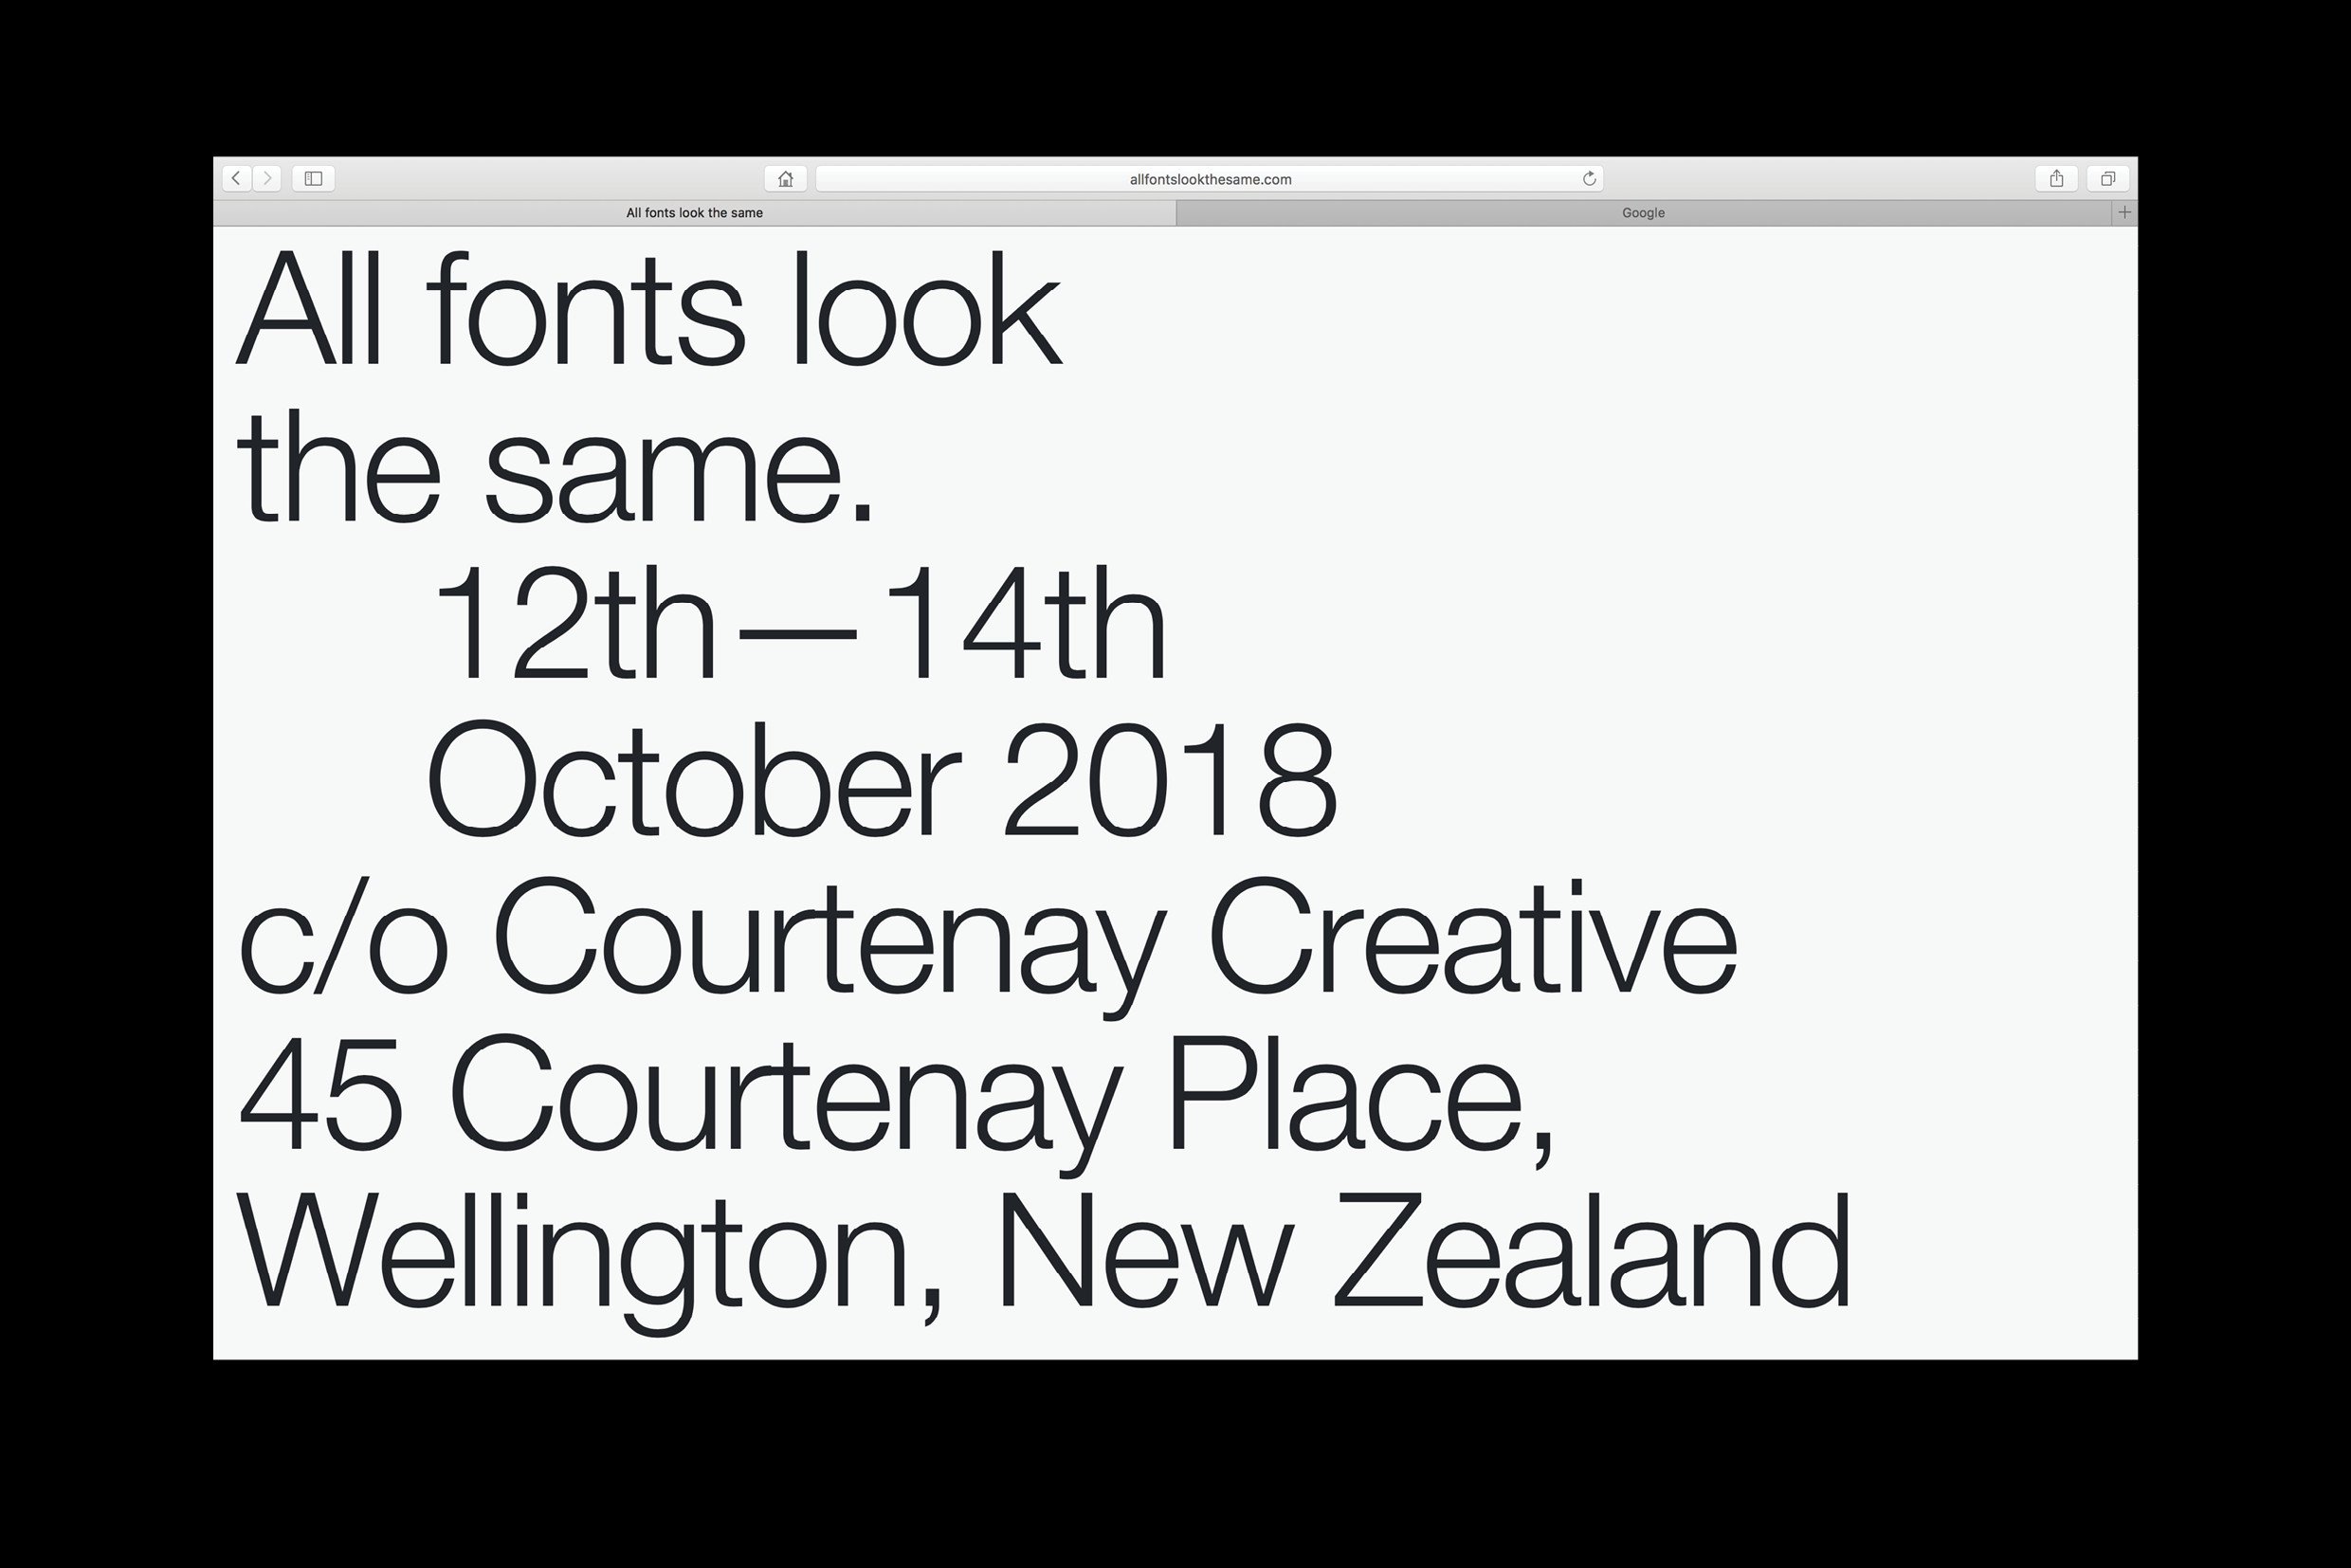 allfontslookthesame.com
All fonts look the same
Google
All fonts look
the same.
12th—14th
October 2018
c/o Courtenay Creative
45 Courtenay Place,
Wellington, New Zealand